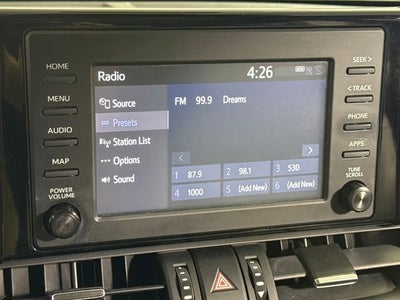 HOME
MENU
AUDIO
MAP
POWER
VOLUME
Radio
4:26
Source
Presets
Station List
Options
Sound
FM 99.9 Dreams
< >
1 87.9 2 98.1 3 530
4 1000 5 (Add New) 6 (Add New)
SEEK>
<TRACK
PHONE
APPS
TUNE
SCROLL